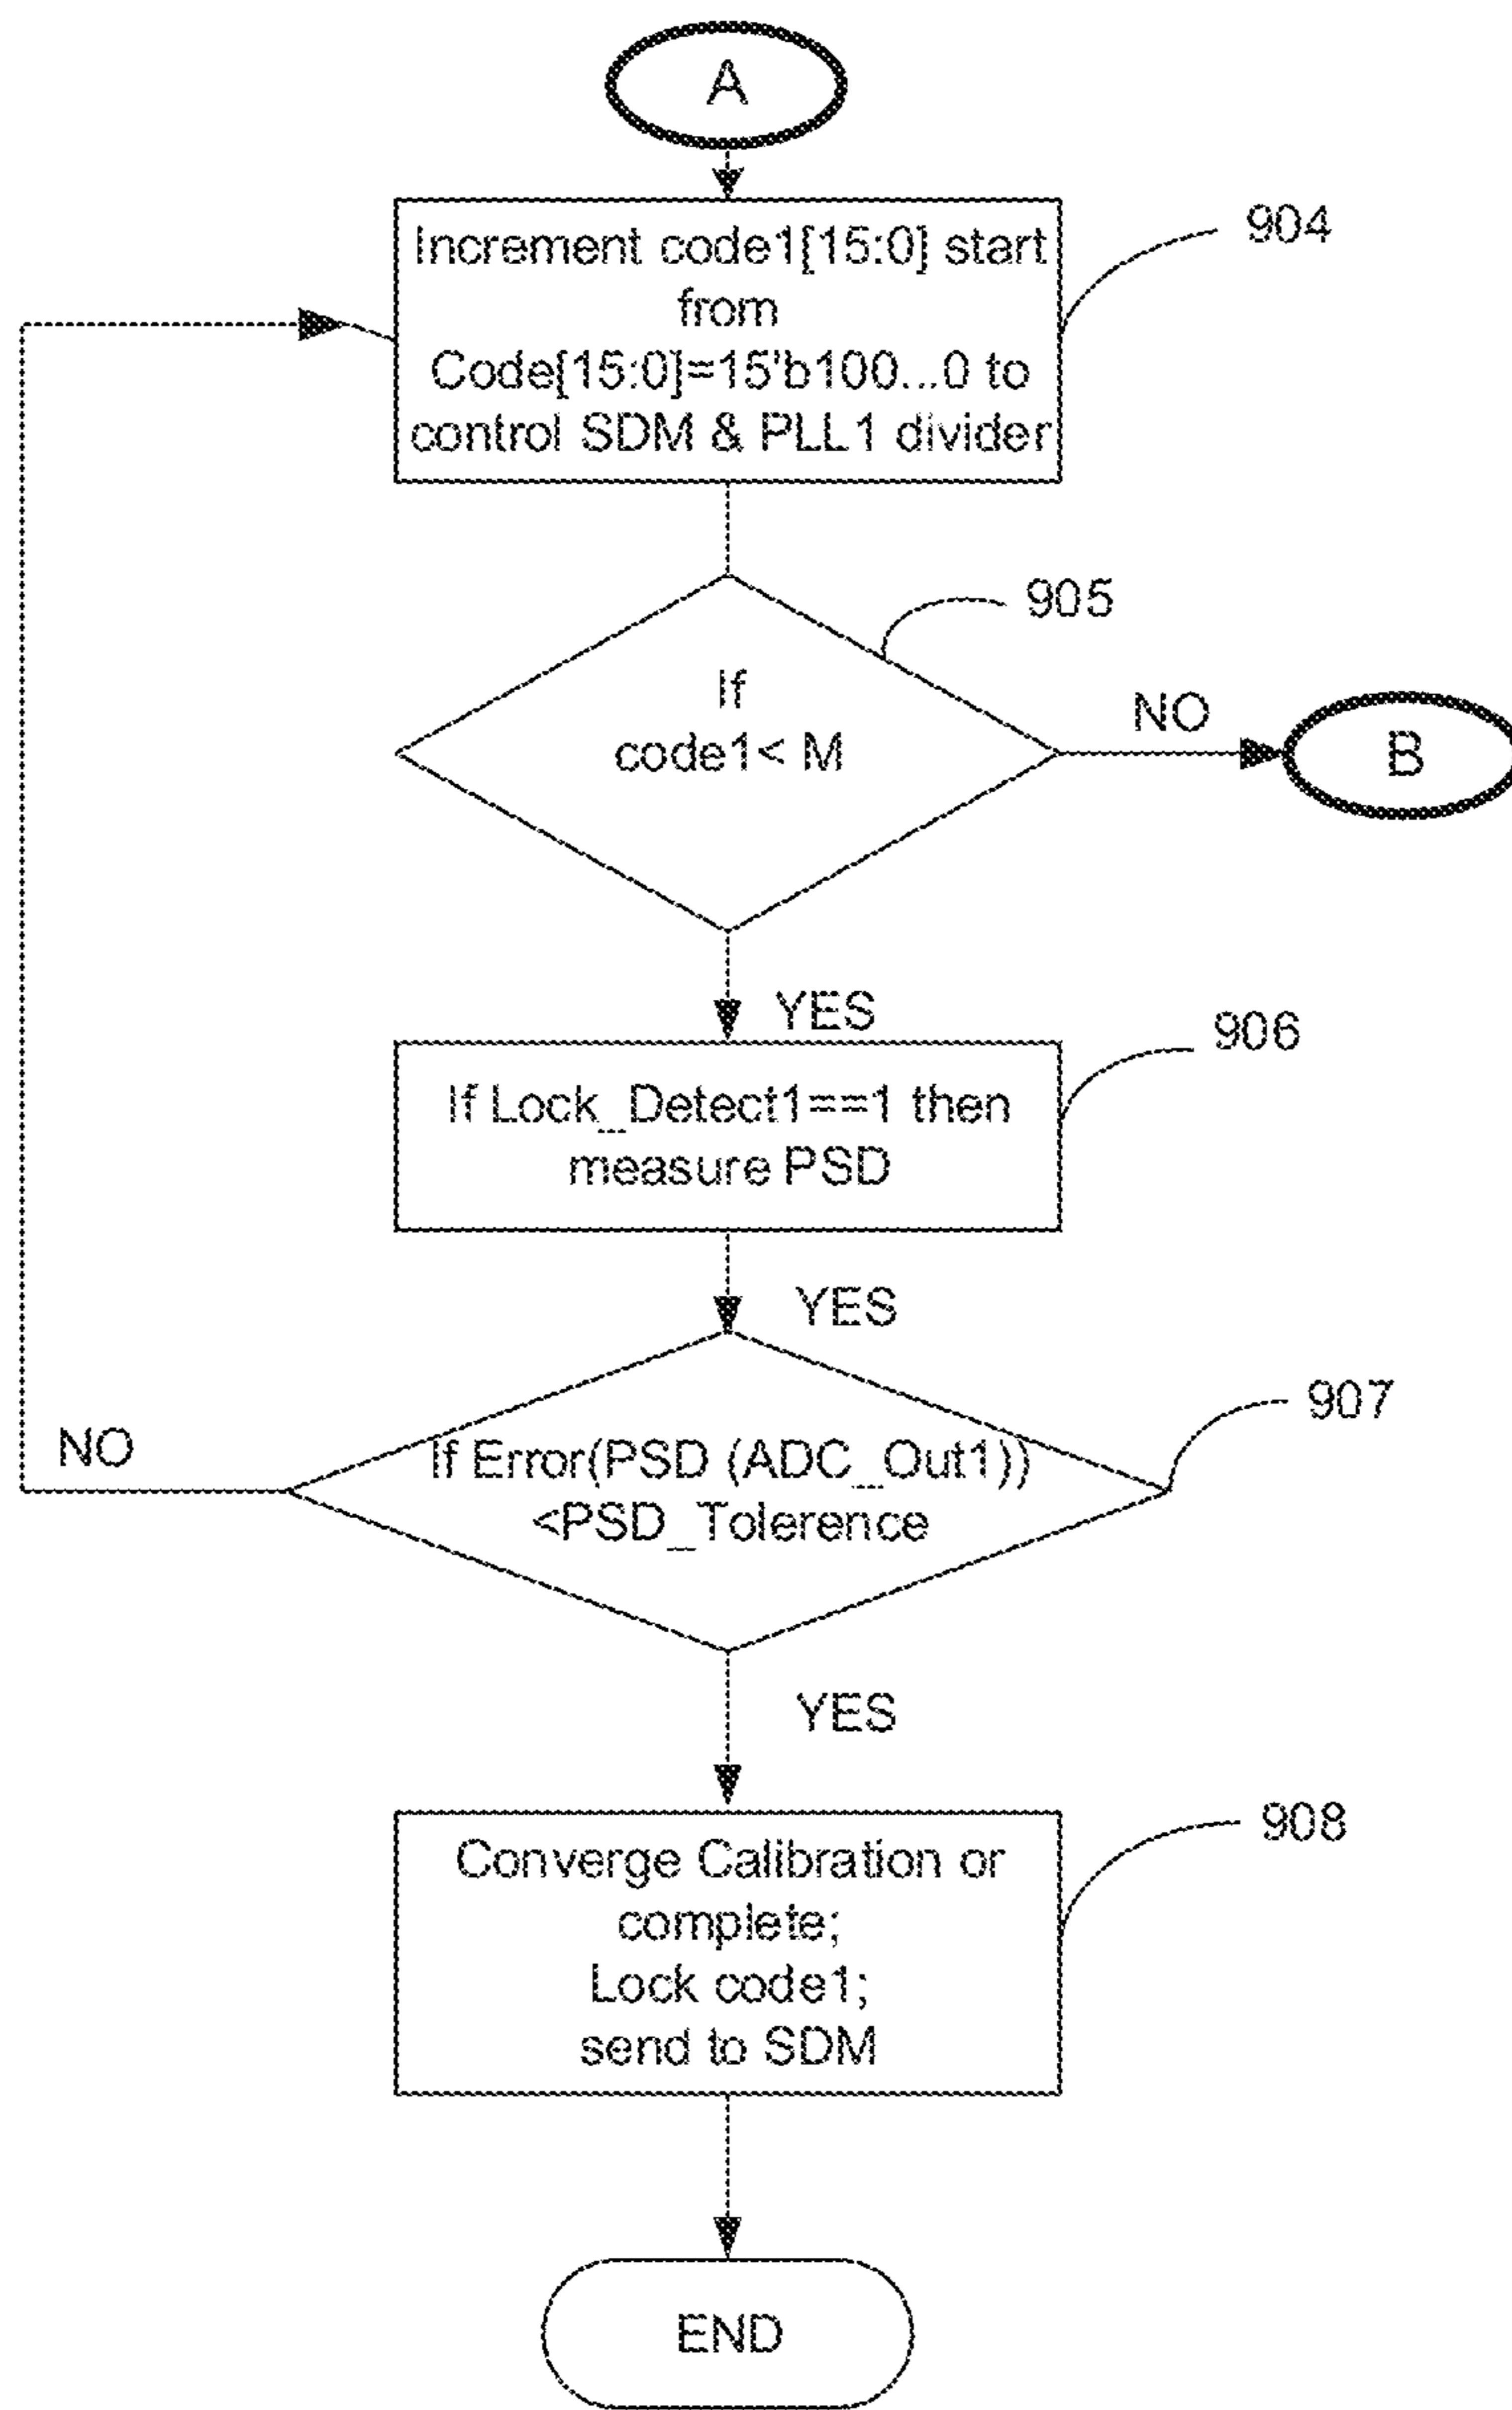 A
Increment code1[15:0] start
from
Code[15:0]=15'b100...0 to
control SDM & PLL1 divider
904
905
If
code1< M
NO
B
YES
906
If Lock_Detect1==1 then
measure PSD
YES
907
NO
If Error(PSD (ADC_Out1))
<PSD_Tolerence
YES
908
Converge Calibration or
complete;
Lock code1;
send to SDM
END